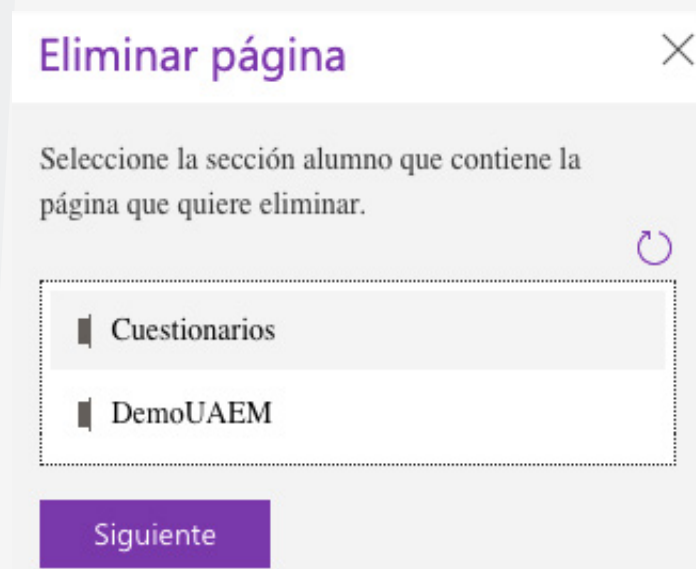 Eliminar página
Seleccione la sección alumno que contiene la
página que quiere eliminar.
Cuestionarios
DemoUAEM
Siguiente